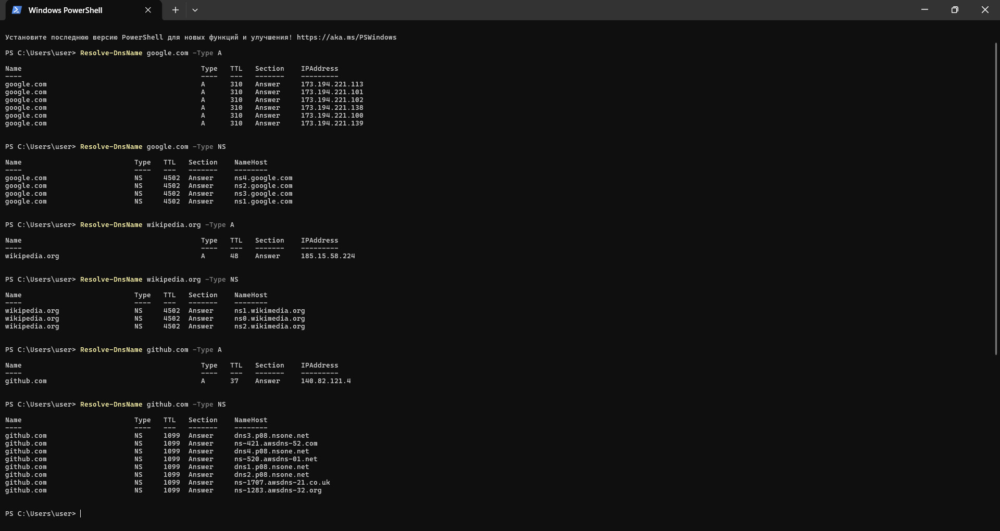 Windows PowerShell
Установите последнюю версию PowerShell для новых функций и улучшения! https://aka.ms/PSWindows
PS C:\Users\user> Resolve-DnsName google.com -Type A
Name Type TTL Section IPAddress
---- ---- --- ------- ---------
google.com A 310 Answer 173.194.221.113
google.com A 310 Answer 173.194.221.101
google.com A 310 Answer 173.194.221.102
google.com A 310 Answer 173.194.221.138
google.com A 310 Answer 173.194.221.100
google.com A 310 Answer 173.194.221.139
PS C:\Users\user> Resolve-DnsName google.com -Type NS
Name Type TTL Section NameHost
---- ---- --- ------- --------
google.com NS 4502 Answer ns4.google.com
google.com NS 4502 Answer ns2.google.com
google.com NS 4502 Answer ns3.google.com
google.com NS 4502 Answer ns1.google.com
PS C:\Users\user> Resolve-DnsName wikipedia.org -Type A
Name Type TTL Section IPAddress
---- ---- --- ------- ---------
wikipedia.org A 48 Answer 185.15.58.224
PS C:\Users\user> Resolve-DnsName wikipedia.org -Type NS
Name Type TTL Section NameHost
---- ---- --- ------- --------
wikipedia.org NS 4502 Answer ns1.wikimedia.org
wikipedia.org NS 4502 Answer ns0.wikimedia.org
wikipedia.org NS 4502 Answer ns2.wikimedia.org
PS C:\Users\user> Resolve-DnsName github.com -Type A
Name Type TTL Section IPAddress
---- ---- --- ------- ---------
github.com A 37 Answer 140.82.121.4
PS C:\Users\user> Resolve-DnsName github.com -Type NS
Name Type TTL Section NameHost
---- ---- --- ------- --------
github.com NS 1099 Answer dns3.p08.nsone.net
github.com NS 1099 Answer ns-421.awsdns-52.com
github.com NS 1099 Answer dns4.p08.nsone.net
github.com NS 1099 Answer ns-520.awsdns-01.net
github.com NS 1099 Answer dns1.p08.nsone.net
github.com NS 1099 Answer dns2.p08.nsone.net
github.com NS 1099 Answer ns-1707.awsdns-21.co.uk
github.com NS 1099 Answer ns-1283.awsdns-32.org
PS C:\Users\user>